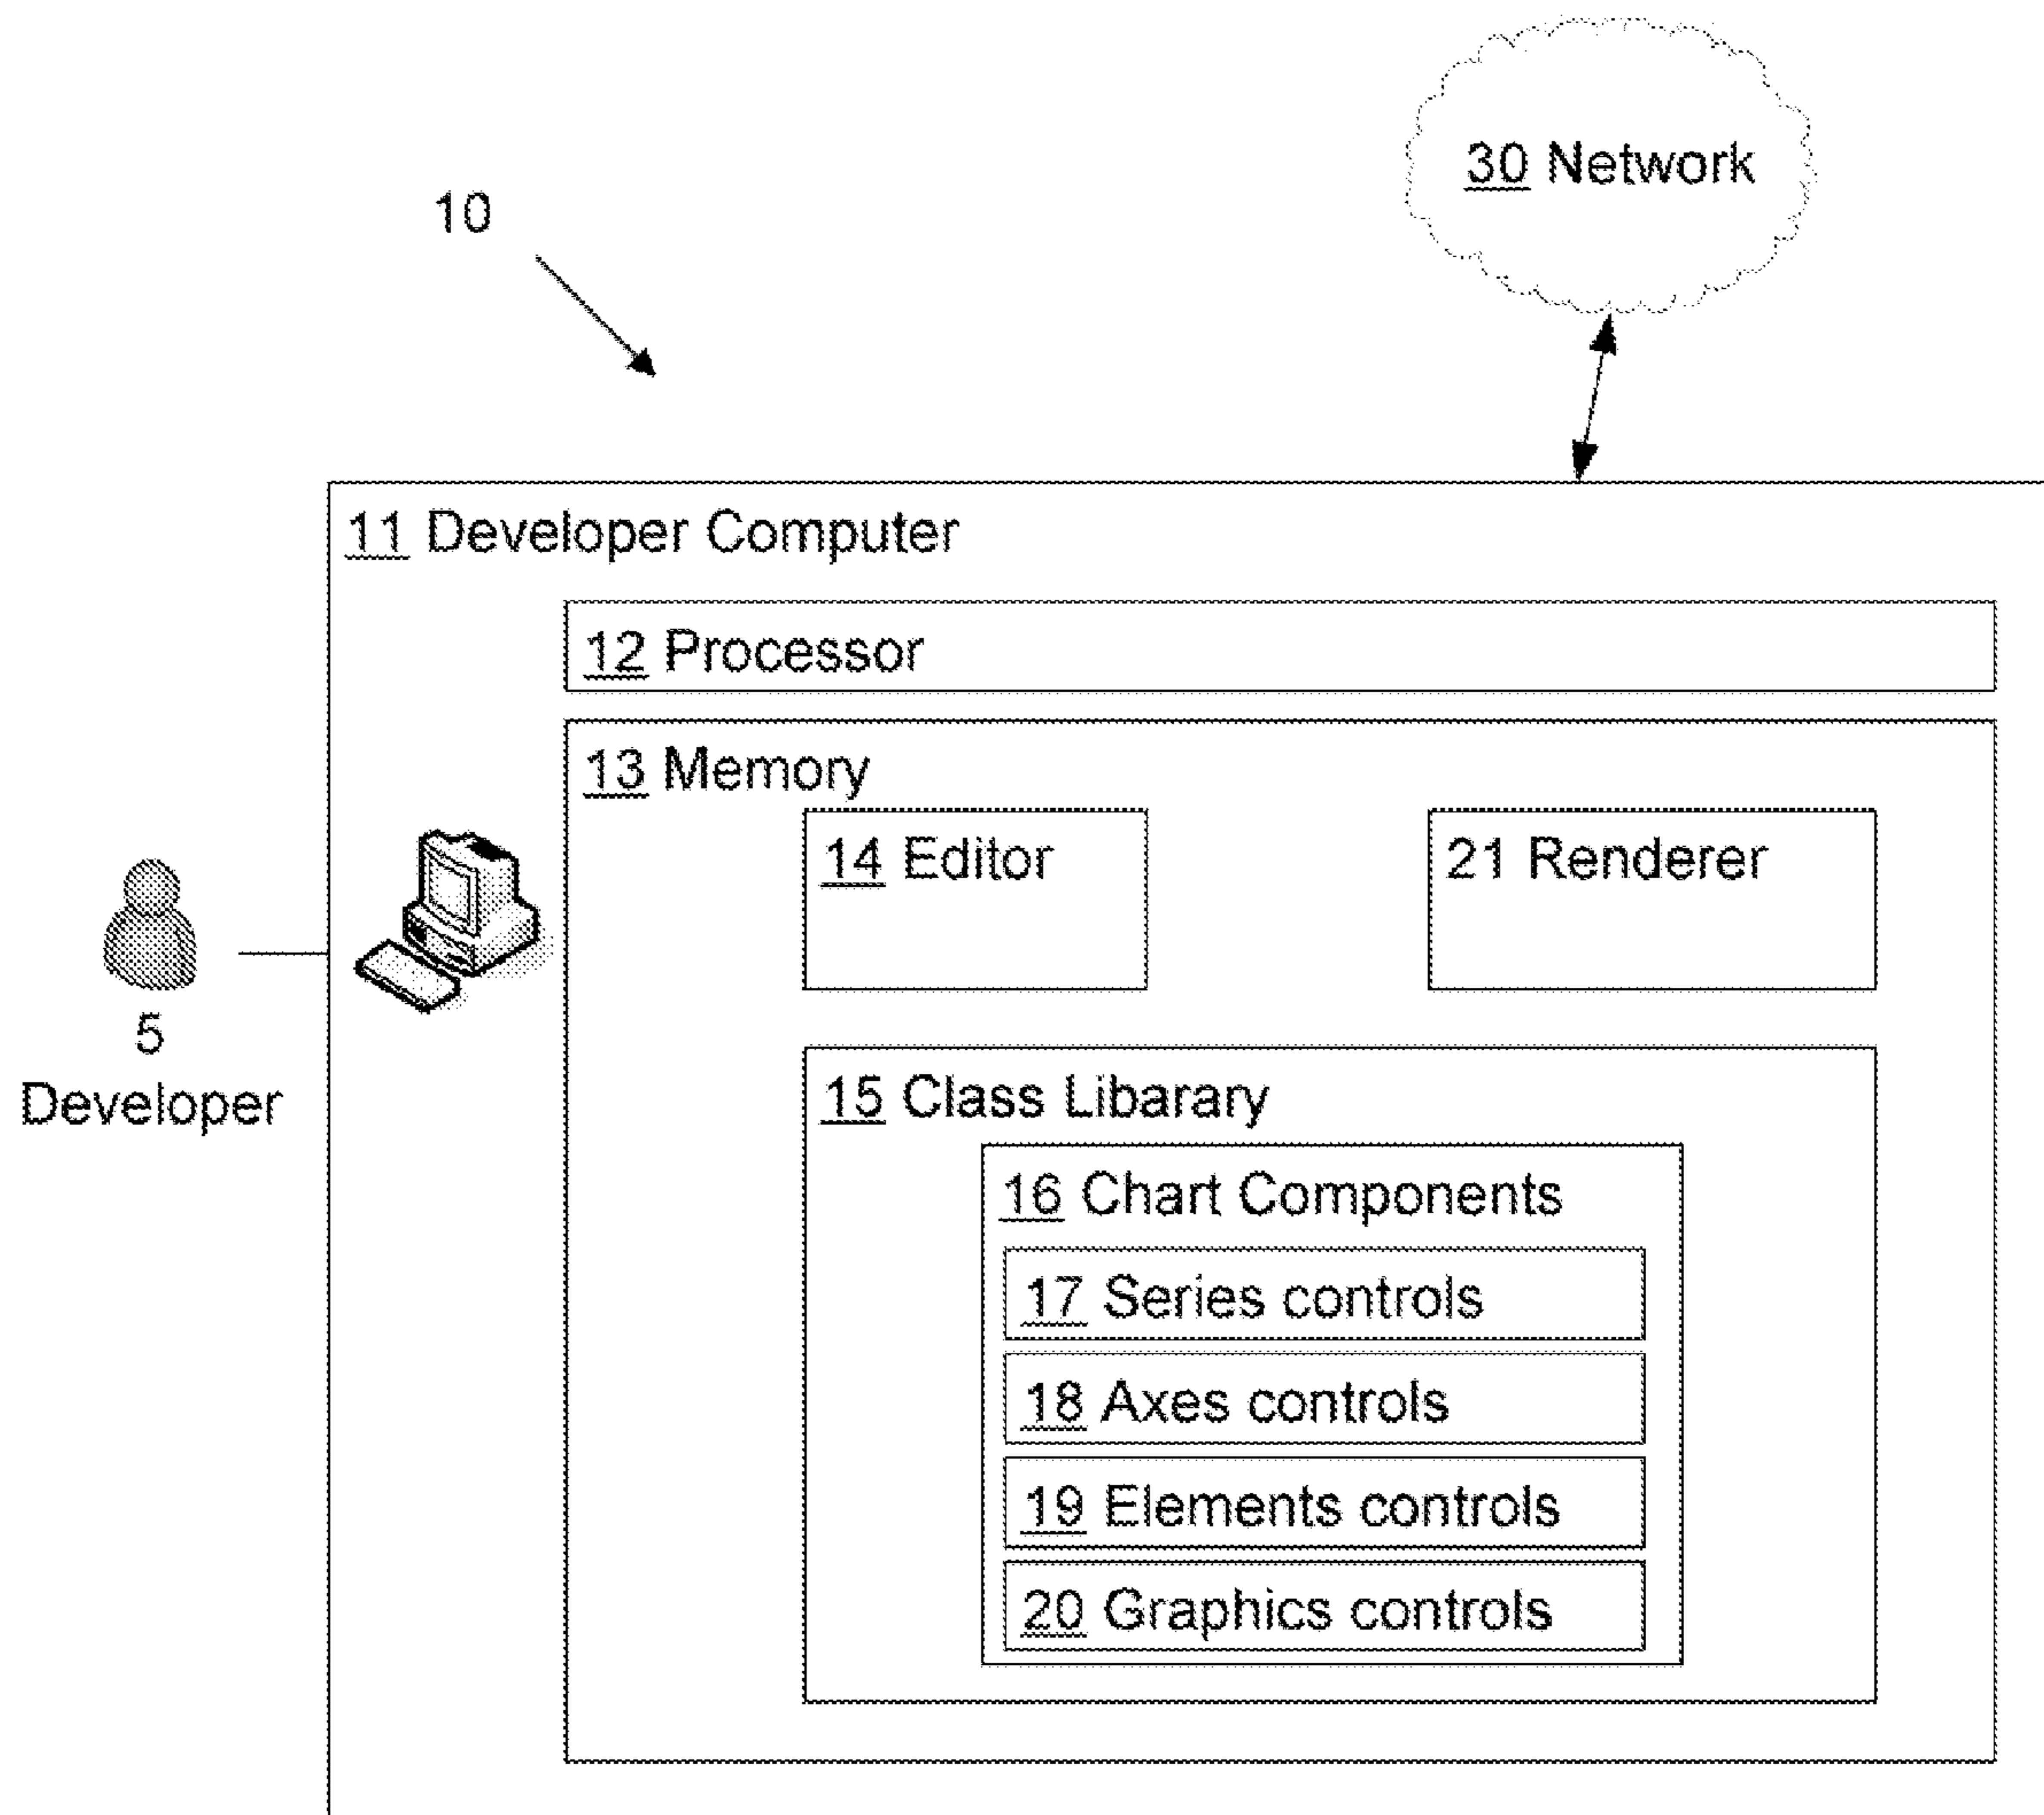 30 Network
10
11 Developer Computer
12 Processor
13 Memory
14 Editor
21 Renderer
5
Developer
15 Class Libarary
16 Chart Components
17 Series controls
18 Axes controls
19 Elements controls
20 Graphics controls